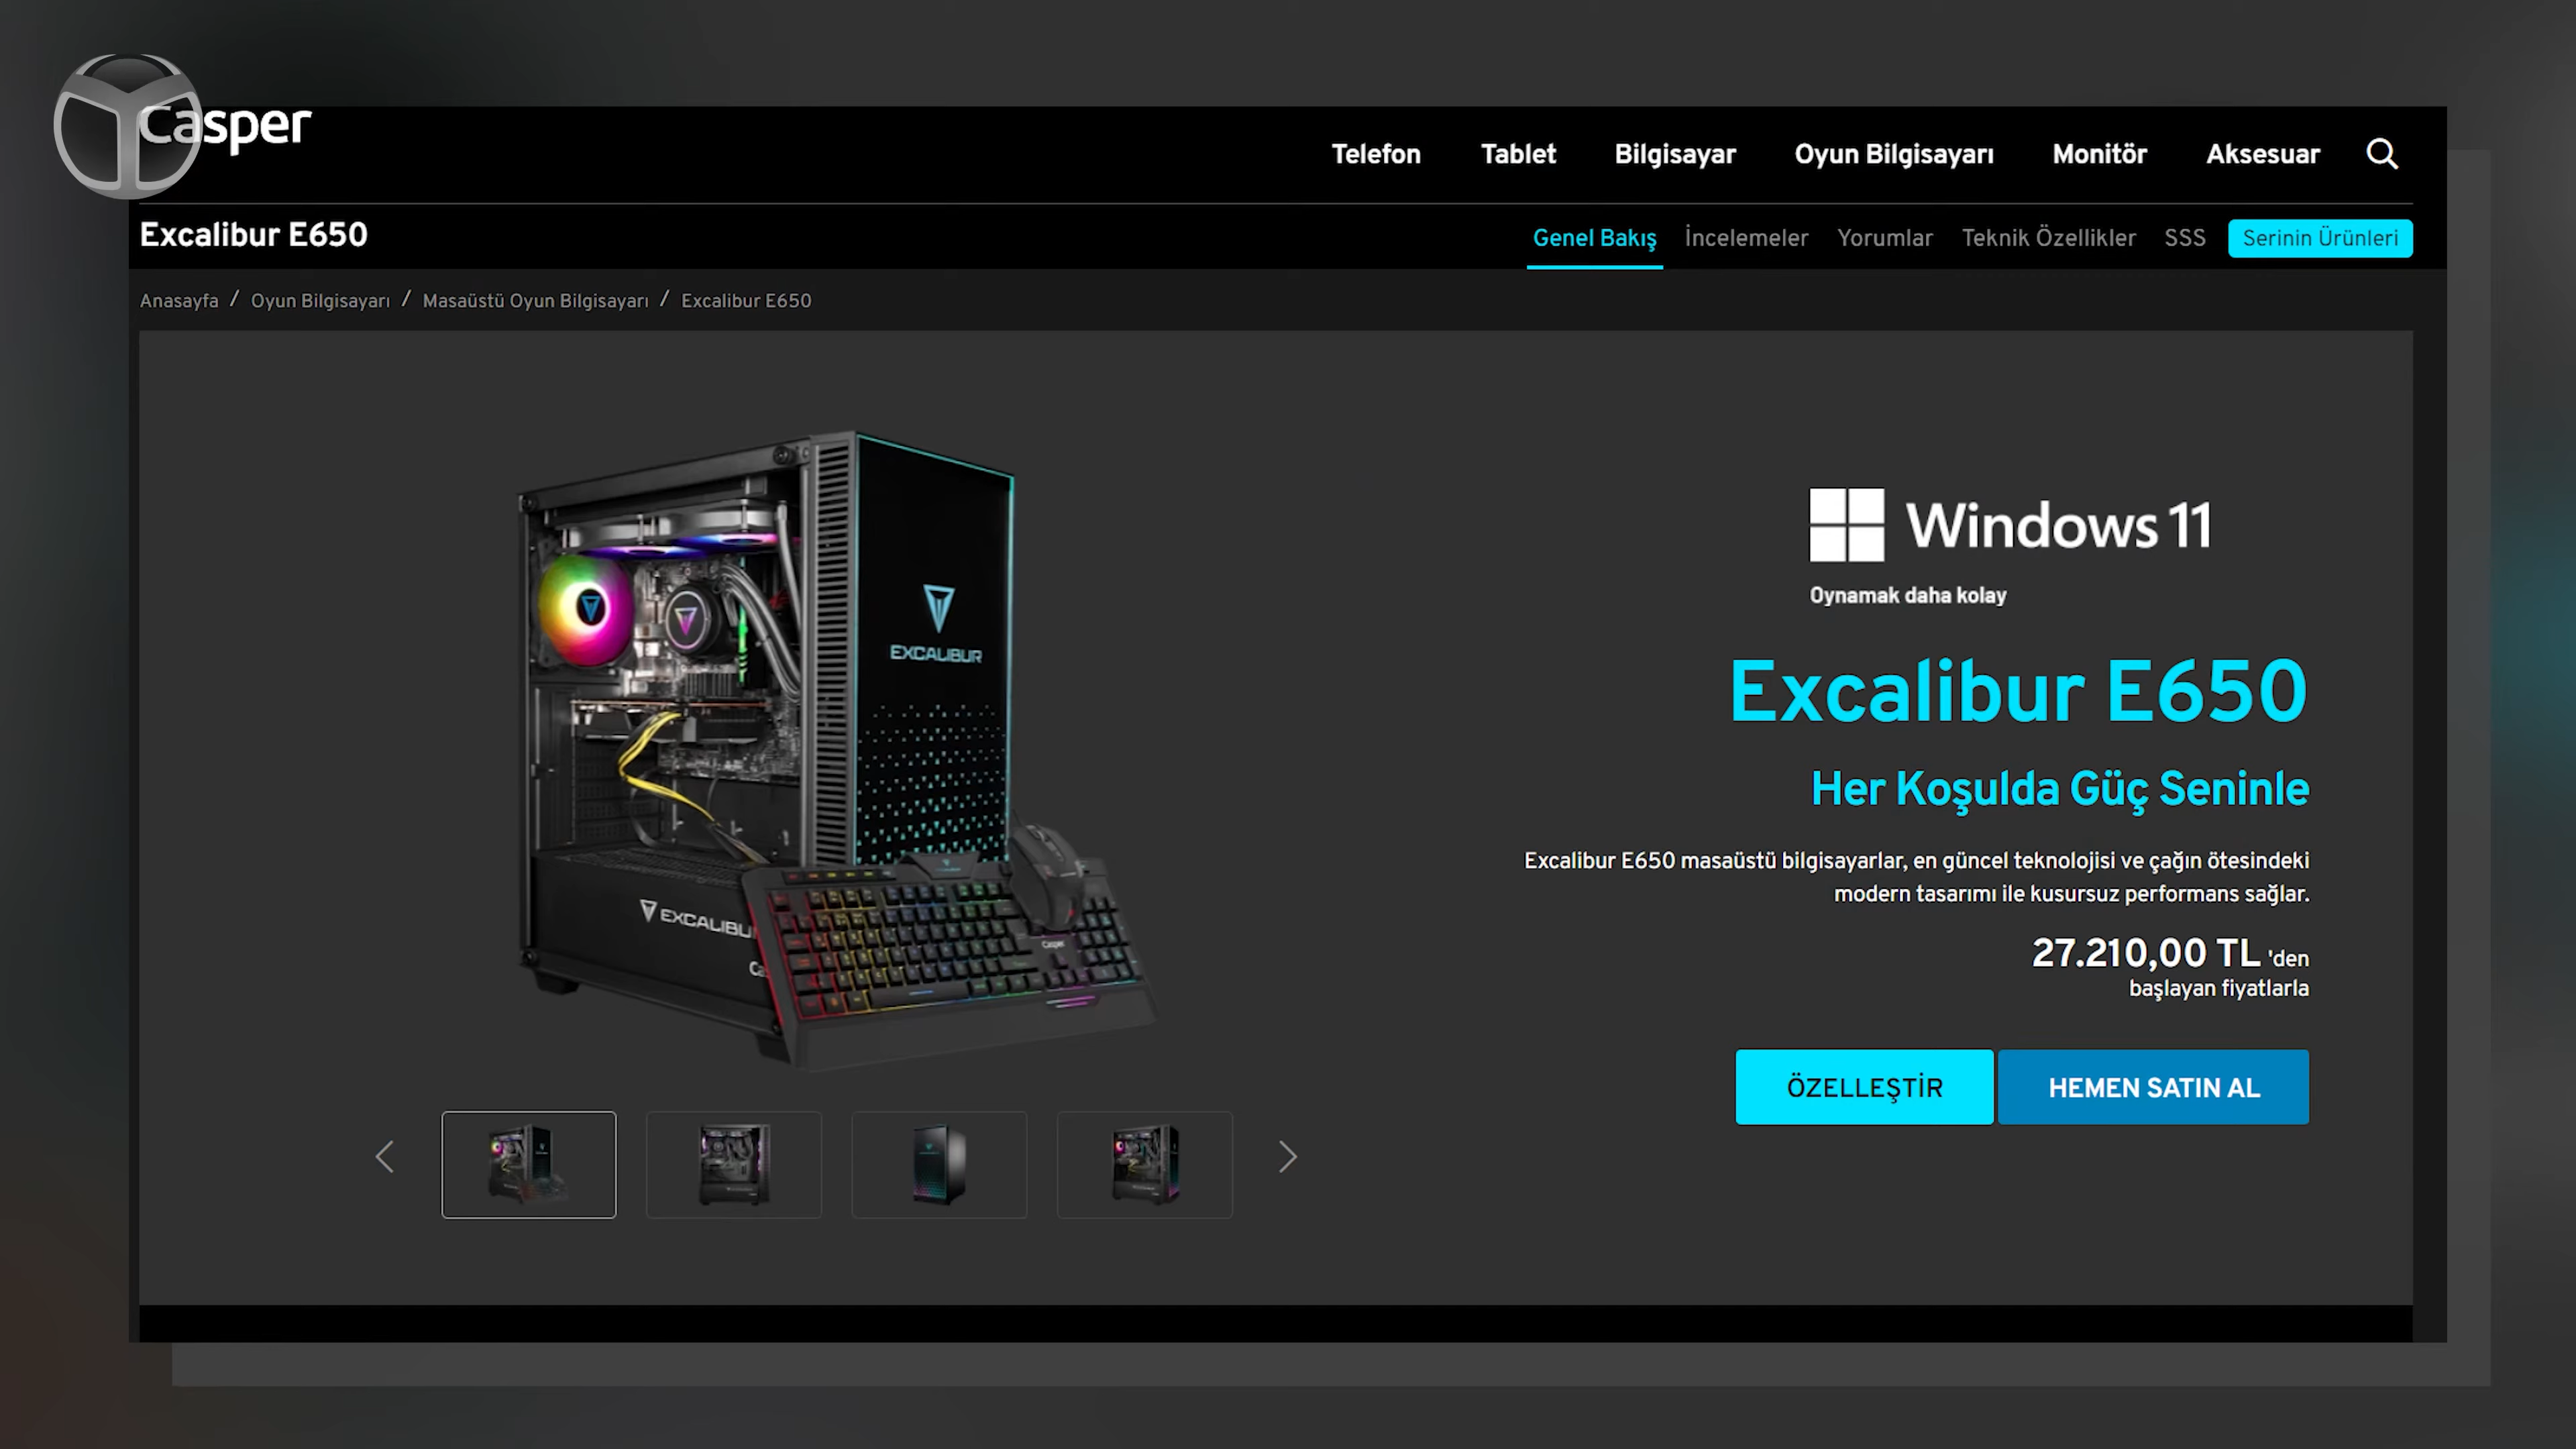 Casper
Telefon Tablet Bilgisayar Oyun Bilgisayarı Monitör Aksesuar
Excalibur E650
Genel Bakış İncelemeler Yorumlar Teknik Özellikler SSS Serinin Ürünleri
Anasayfa / Oyun Bilgisayarı / Masaüstü Oyun Bilgisayarı / Excalibur E650
EXCALIBUR
EXCALIBU
Ca
Casper
Windows 11
Oynamak daha kolay
Excalibur E650
Her Koşulda Güç Seninle
Excalibur E650 masaüstü bilgisayarlar, en güncel teknolojisi ve çağın ötesindeki
modern tasarımı ile kusursuz performans sağlar.
27.210,00 TL 'den
başlayan fiyatlarla
ÖZELLEŞTİR HEMEN SATIN AL